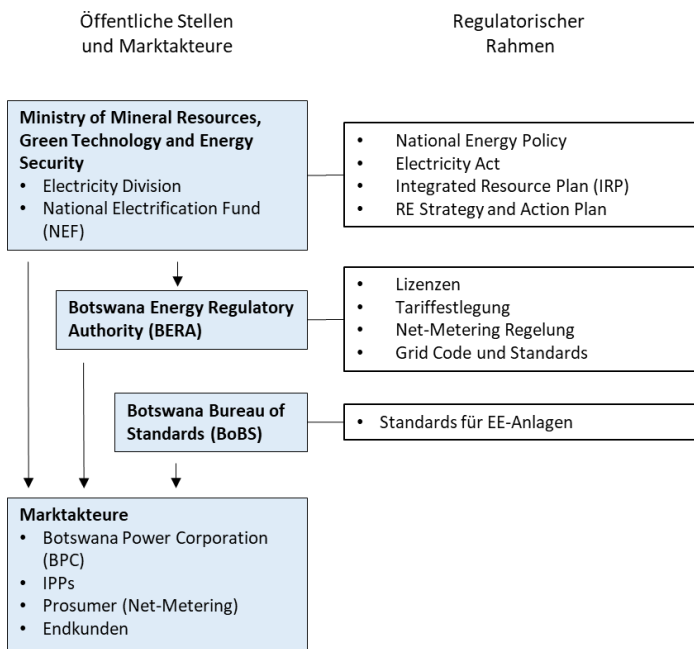 Öffentliche Stellen
und Marktakteure
Regulatorischer
Rahmen
Ministry of Mineral Resources,
Green Technology and Energy
Security
• Electricity Division
• National Electrification Fund
(NEF)
• National Energy Policy
• Electricity Act
• Integrated Resource Plan (IRP)
• RE Strategy and Action Plan
Botswana Energy Regulatory
Authority (BERA)
• Lizenzen
• Tariffestlegung
• Net-Metering Regelung
• Grid Code und Standards
Botswana Bureau of
Standards (BoBS)
• Standards für EE-Anlagen
Marktakteure
• Botswana Power Corporation
(BPC)
• IPPs
• Prosumer (Net-Metering)
• Endkunden